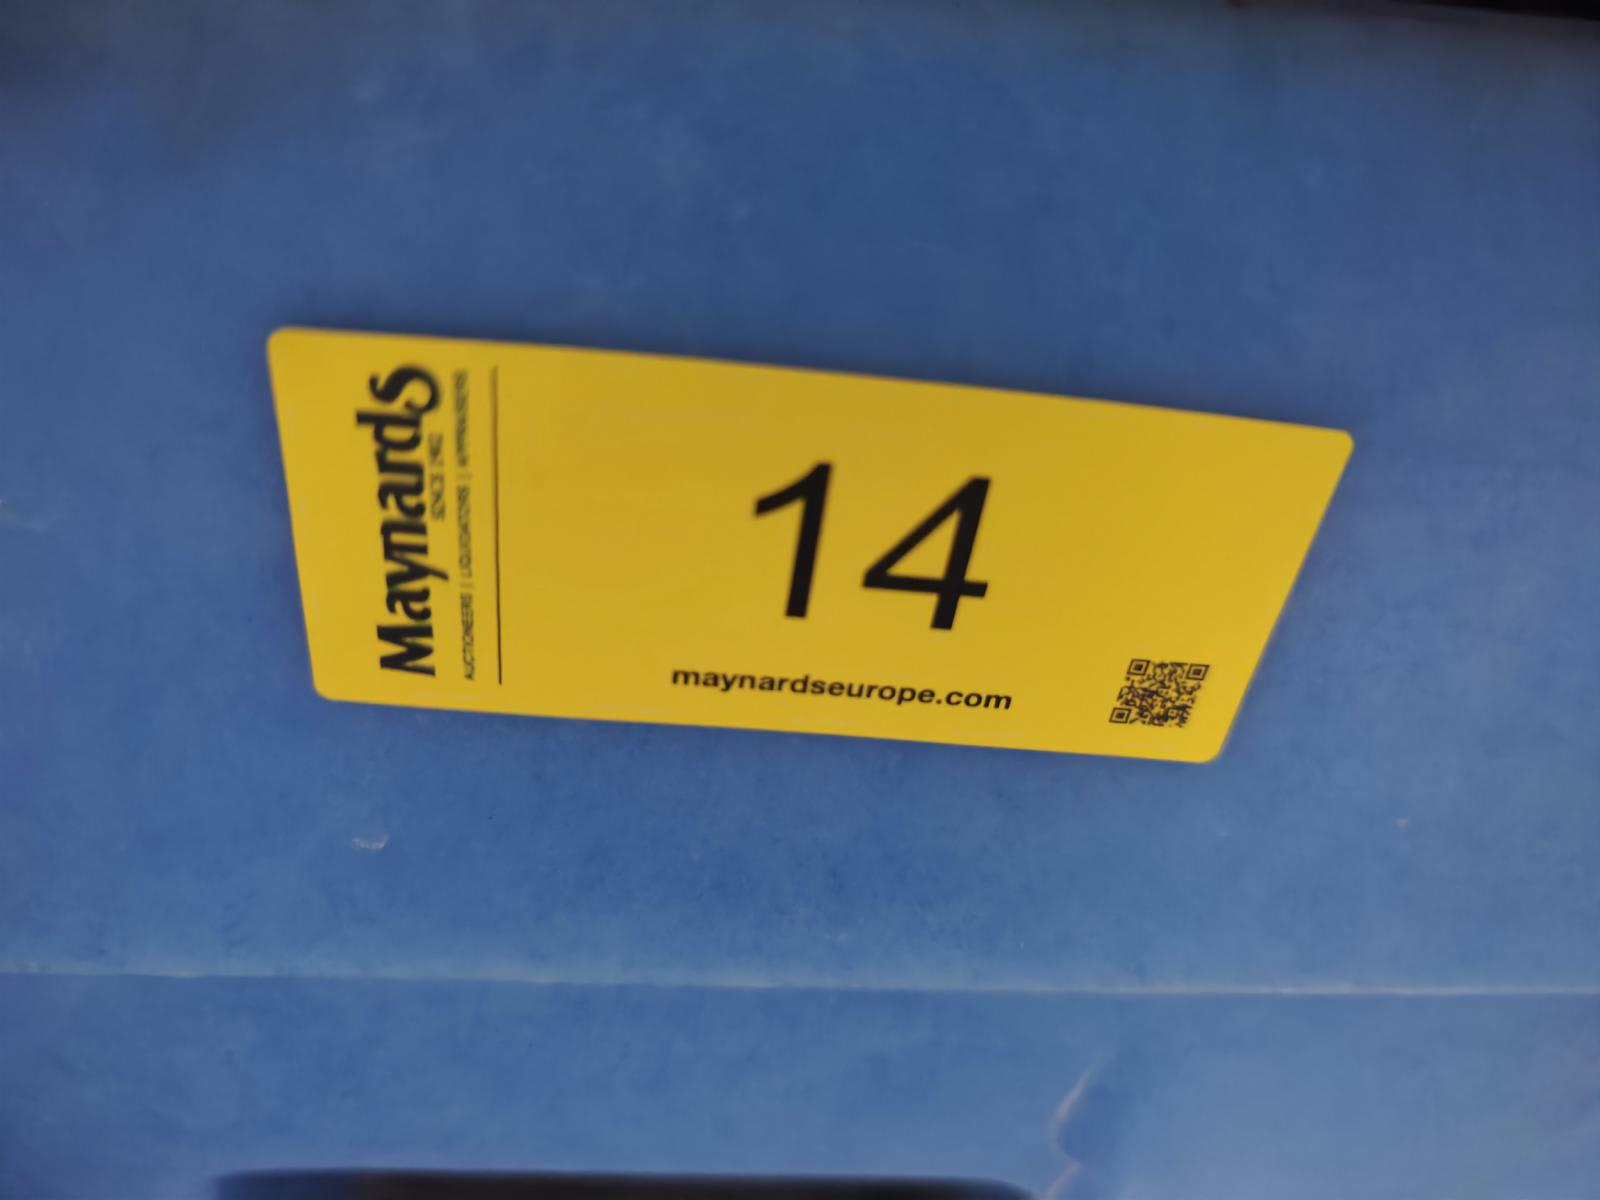 Maynards
SINCE 1902
AUCTIONEERS | LIQUIDATORS | APPRAISERS
14
maynardseurope.com